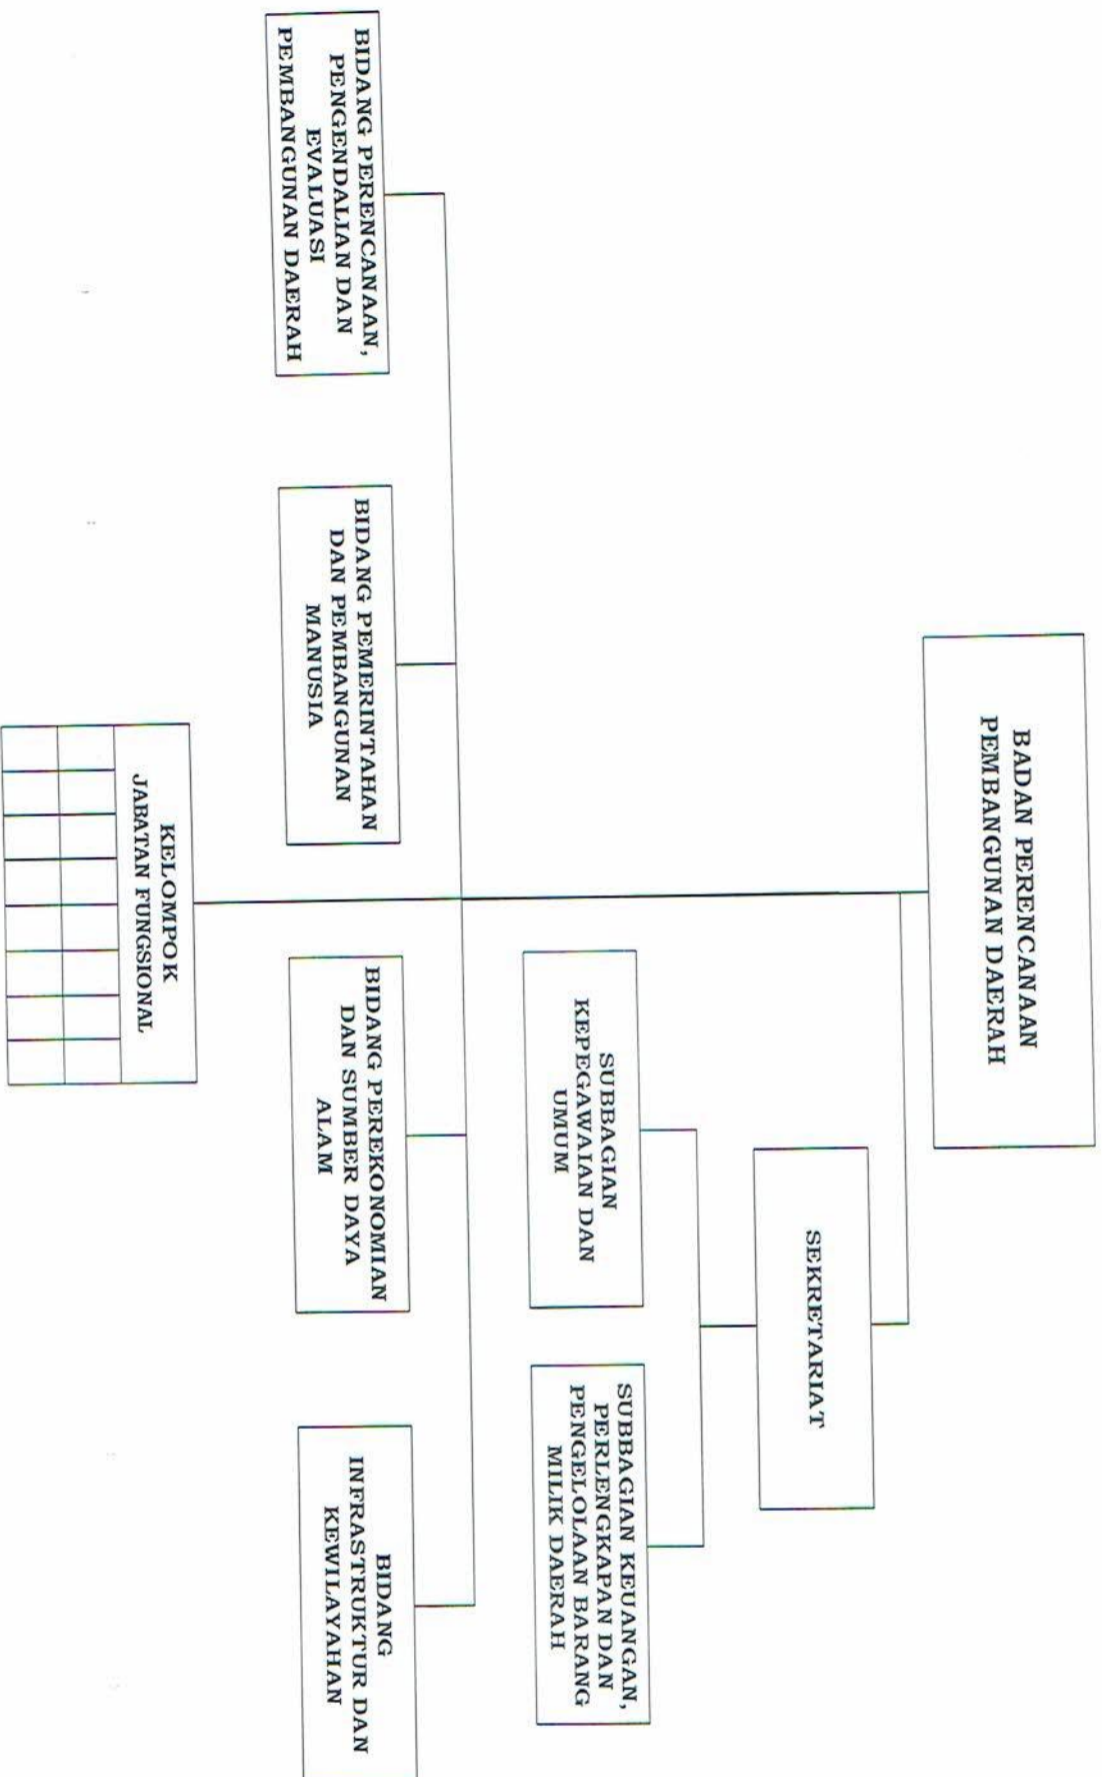 BADAN PERENCANAAN
PEMBANGUNAN DAERAH
SEKRETARIAT
SUBBAGIAN
KEPEGAWAIAN DAN
UMUM
SUBBAGIAN KEUANGAN,
PERLENGKAPAN DAN
PENGELOLAAN BARANG
MILIK DAERAH
BIDANG PERENCANAAN,
PENGENDALIAN DAN
EVALUASI
PEMBANGUNAN DAERAH
BIDANG PEMERINTAHAN
DAN PEMBANGUNAN
MANUSIA
BIDANG PEREKONOMIAN
DAN SUMBER DAYA
ALAM
BIDANG
INFRASTRUKTUR DAN
KEWILAYAHAN
KELOMPOK
JABATAN FUNGSIONAL